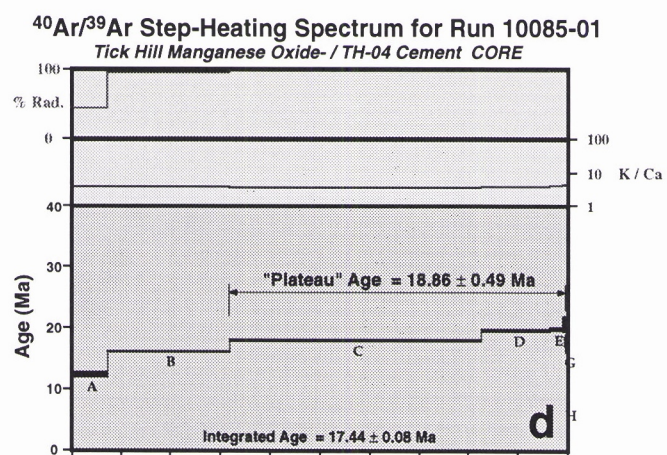 40Ar/39Ar Step-Heating Spectrum for Run 10085-01
Tick Hill Manganese Oxide- / TH-04 Cement CORE
100
% Rad.
0
100
10 K / Ca
1
40
30
20
10
0
Age (Ma)
"Plateau" Age = 18.86 ± 0.49 Ma
A
B
C
D
E
G
H
d
Integrated Age = 17.44 ± 0.08 Ma